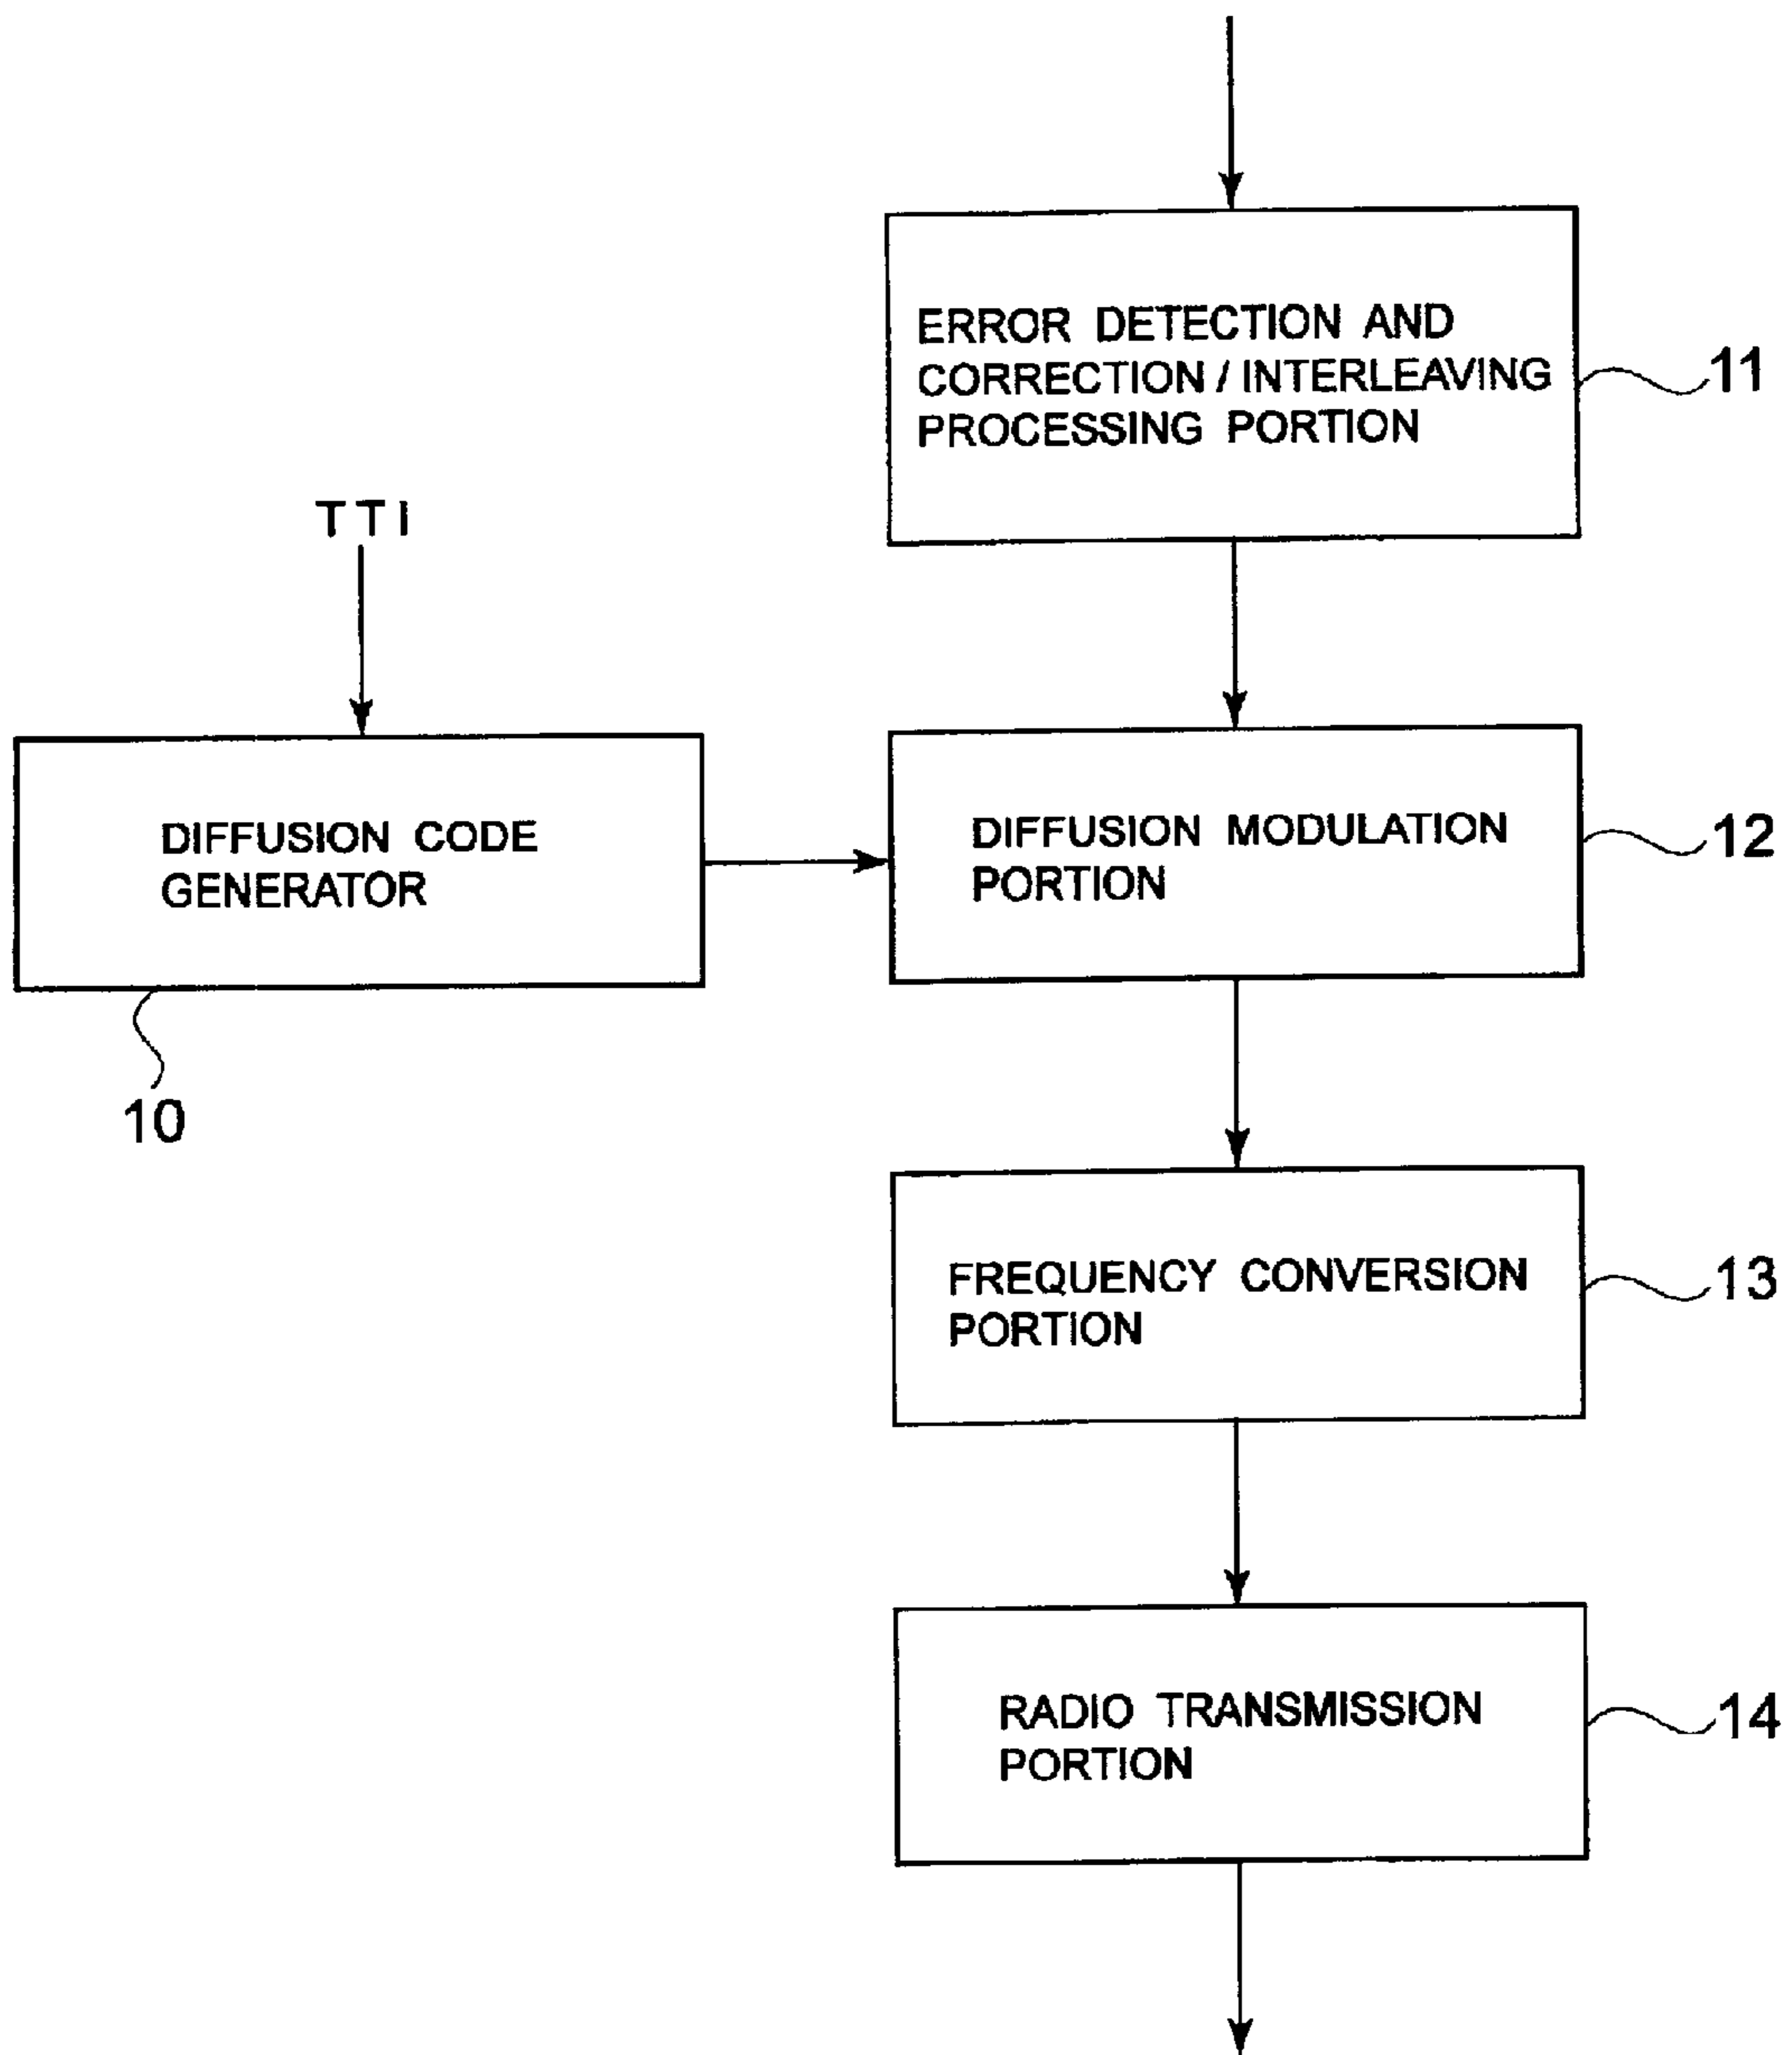 ERROR DETECTION AND
CORRECTION / INTERLEAVING
PROCESSING PORTION
11
TTI
DIFFUSION CODE
GENERATOR
10
DIFFUSION MODULATION
PORTION
12
FREQUENCY CONVERSION
PORTION
13
RADIO TRANSMISSION
PORTION
14